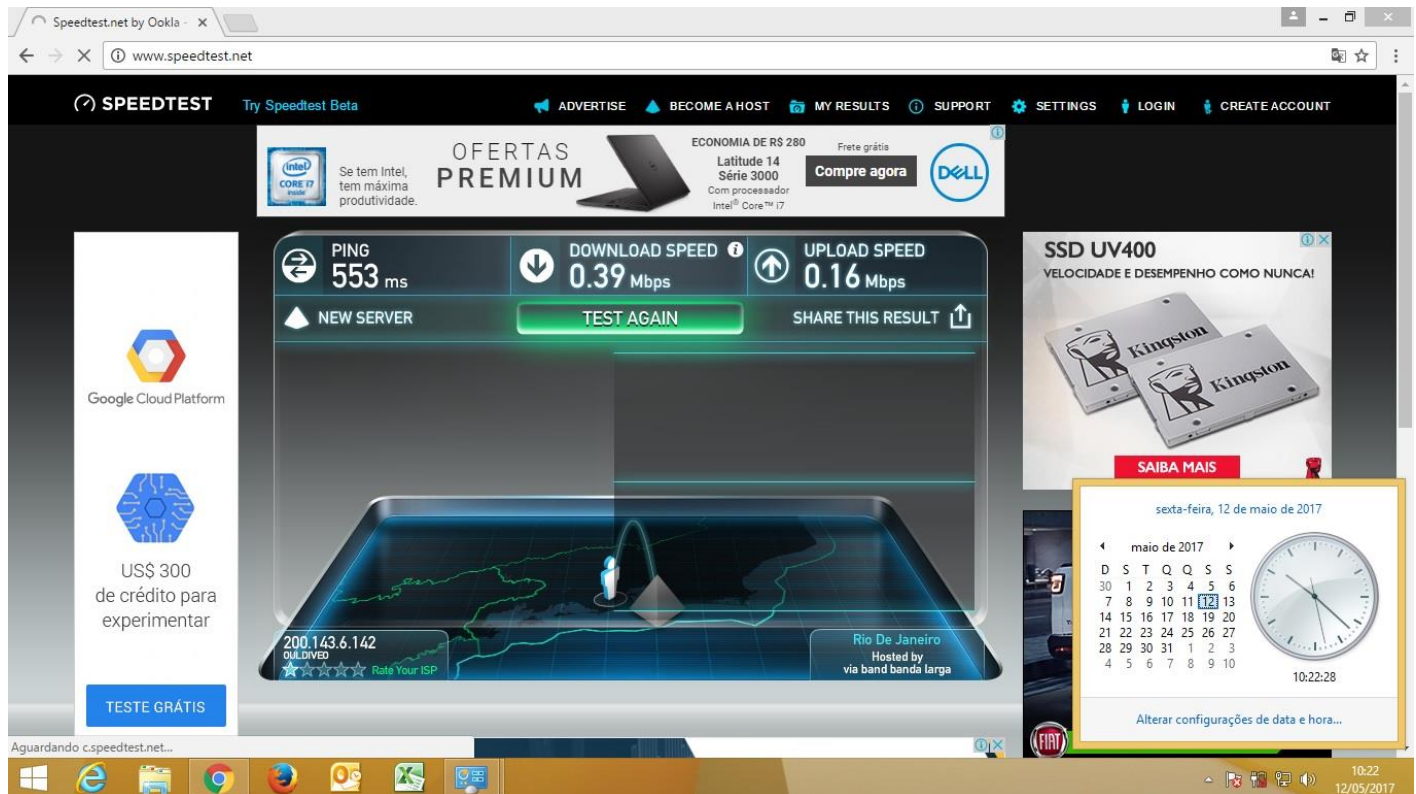 Speedtest.net by Ookla -
www.speedtest.net
SPEEDTEST
Try Speedtest Beta
ADVERTISE
BECOME A HOST
MY RESULTS
SUPPORT
SETTINGS
LOGIN
CREATE ACCOUNT
intel
CORE i7
inside
Se tem Intel,
tem máxima
produtividade.
OFERTAS
PREMIUM
ECONOMIA DE R$ 280
Latitude 14
Série 3000
Com processador
Intel® Core™ i7
Frete grátis
Compre agora
DELL
PING
553 ms
DOWNLOAD SPEED
0.39 Mbps
UPLOAD SPEED
0.16 Mbps
NEW SERVER
TEST AGAIN
SHARE THIS RESULT
200.143.6.142
OULDIVED
Rate Your ISP
Rio De Janeiro
Hosted by
via band banda larga
Google Cloud Platform
US$ 300
de crédito para
experimentar
TESTE GRÁTIS
SSD UV400
VELOCIDADE E DESEMPENHO COMO NUNCA!
Kingston
Kingston
SAIBA MAIS
FIAT
sexta-feira, 12 de maio de 2017
maio de 2017
D S T Q Q S S
30 1 2 3 4 5 6
7 8 9 10 11 12 13
14 15 16 17 18 19 20
21 22 23 24 25 26 27
28 29 30 31 1 2 3
4 5 6 7 8 9 10
10:22:28
Alterar configurações de data e hora...
Aguardando c.speedtest.net...
10:22
12/05/2017